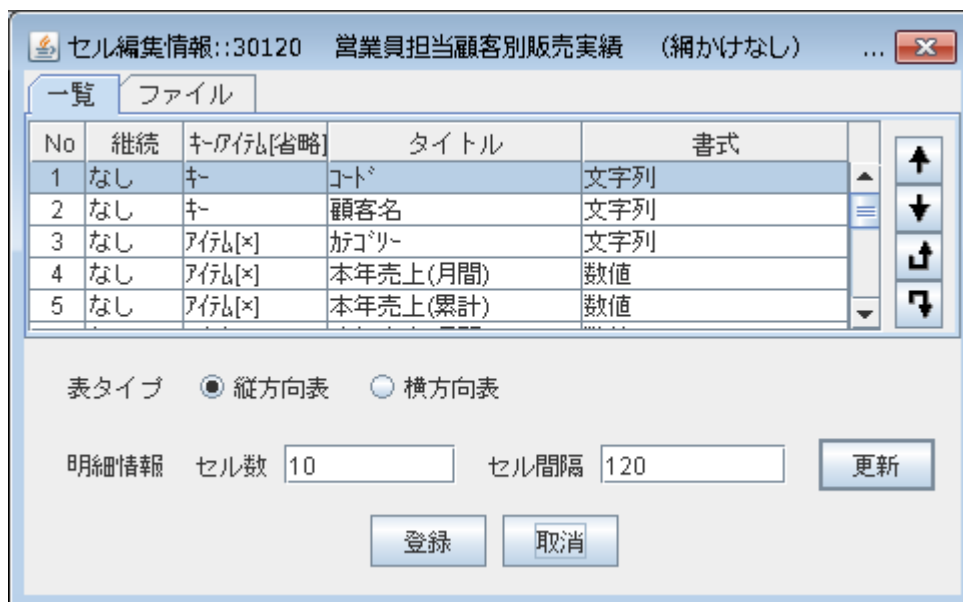 セル編集情報::30120 営業員担当顧客別販売実績 (網かけなし) ...
一覧 ファイル
No 継続 ｷｰ/ｱｲﾃﾑ[省略] タイトル 書式
1 なし ｷｰ ｺｰﾄﾞ 文字列
2 なし ｷｰ 顧客名 文字列
3 なし ｱｲﾃﾑ[×] ｶﾃｺﾞﾘｰ 文字列
4 なし ｱｲﾃﾑ[×] 本年売上(月間) 数値
5 なし ｱｲﾃﾑ[×] 本年売上(累計) 数値
表タイプ 縦方向表 横方向表
明細情報 セル数 10 セル間隔 120 更新
登録 取消